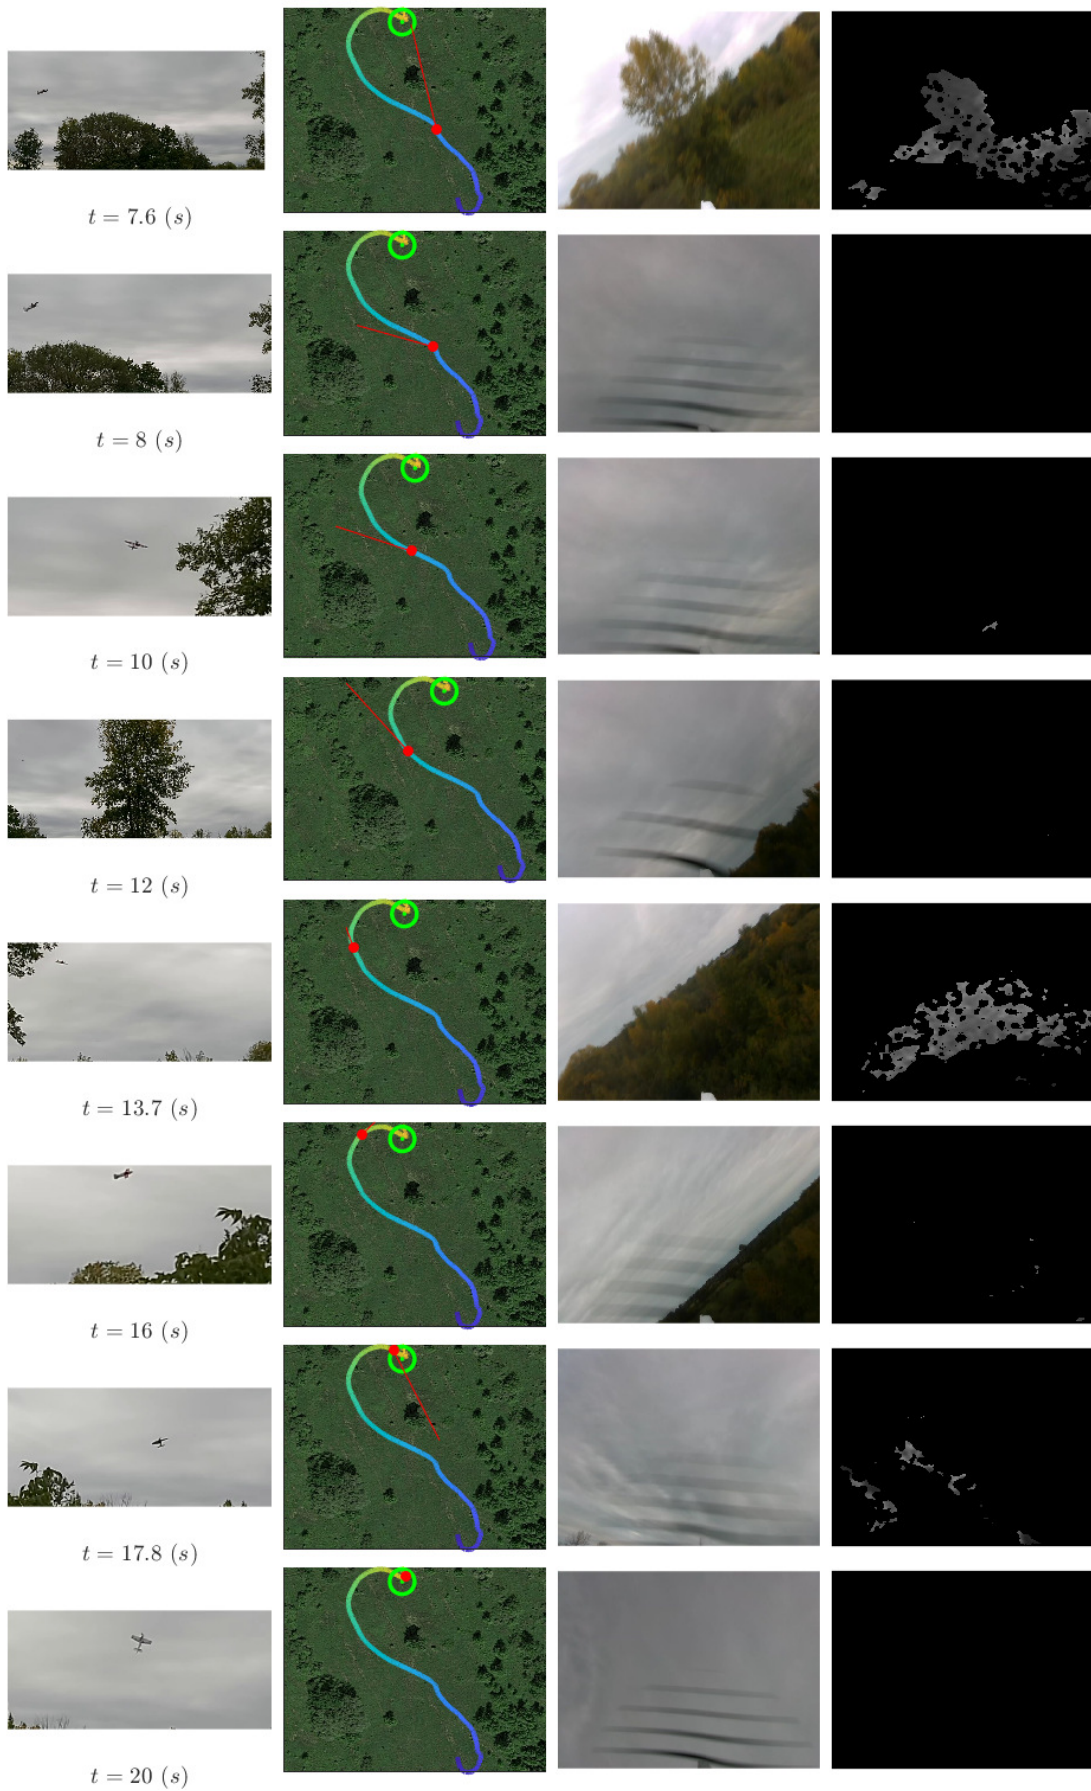 t = 7.6 (s)
t = 8 (s)
t = 10 (s)
t = 12 (s)
t = 13.7 (s)
t = 16 (s)
t = 17.8 (s)
t = 20 (s)